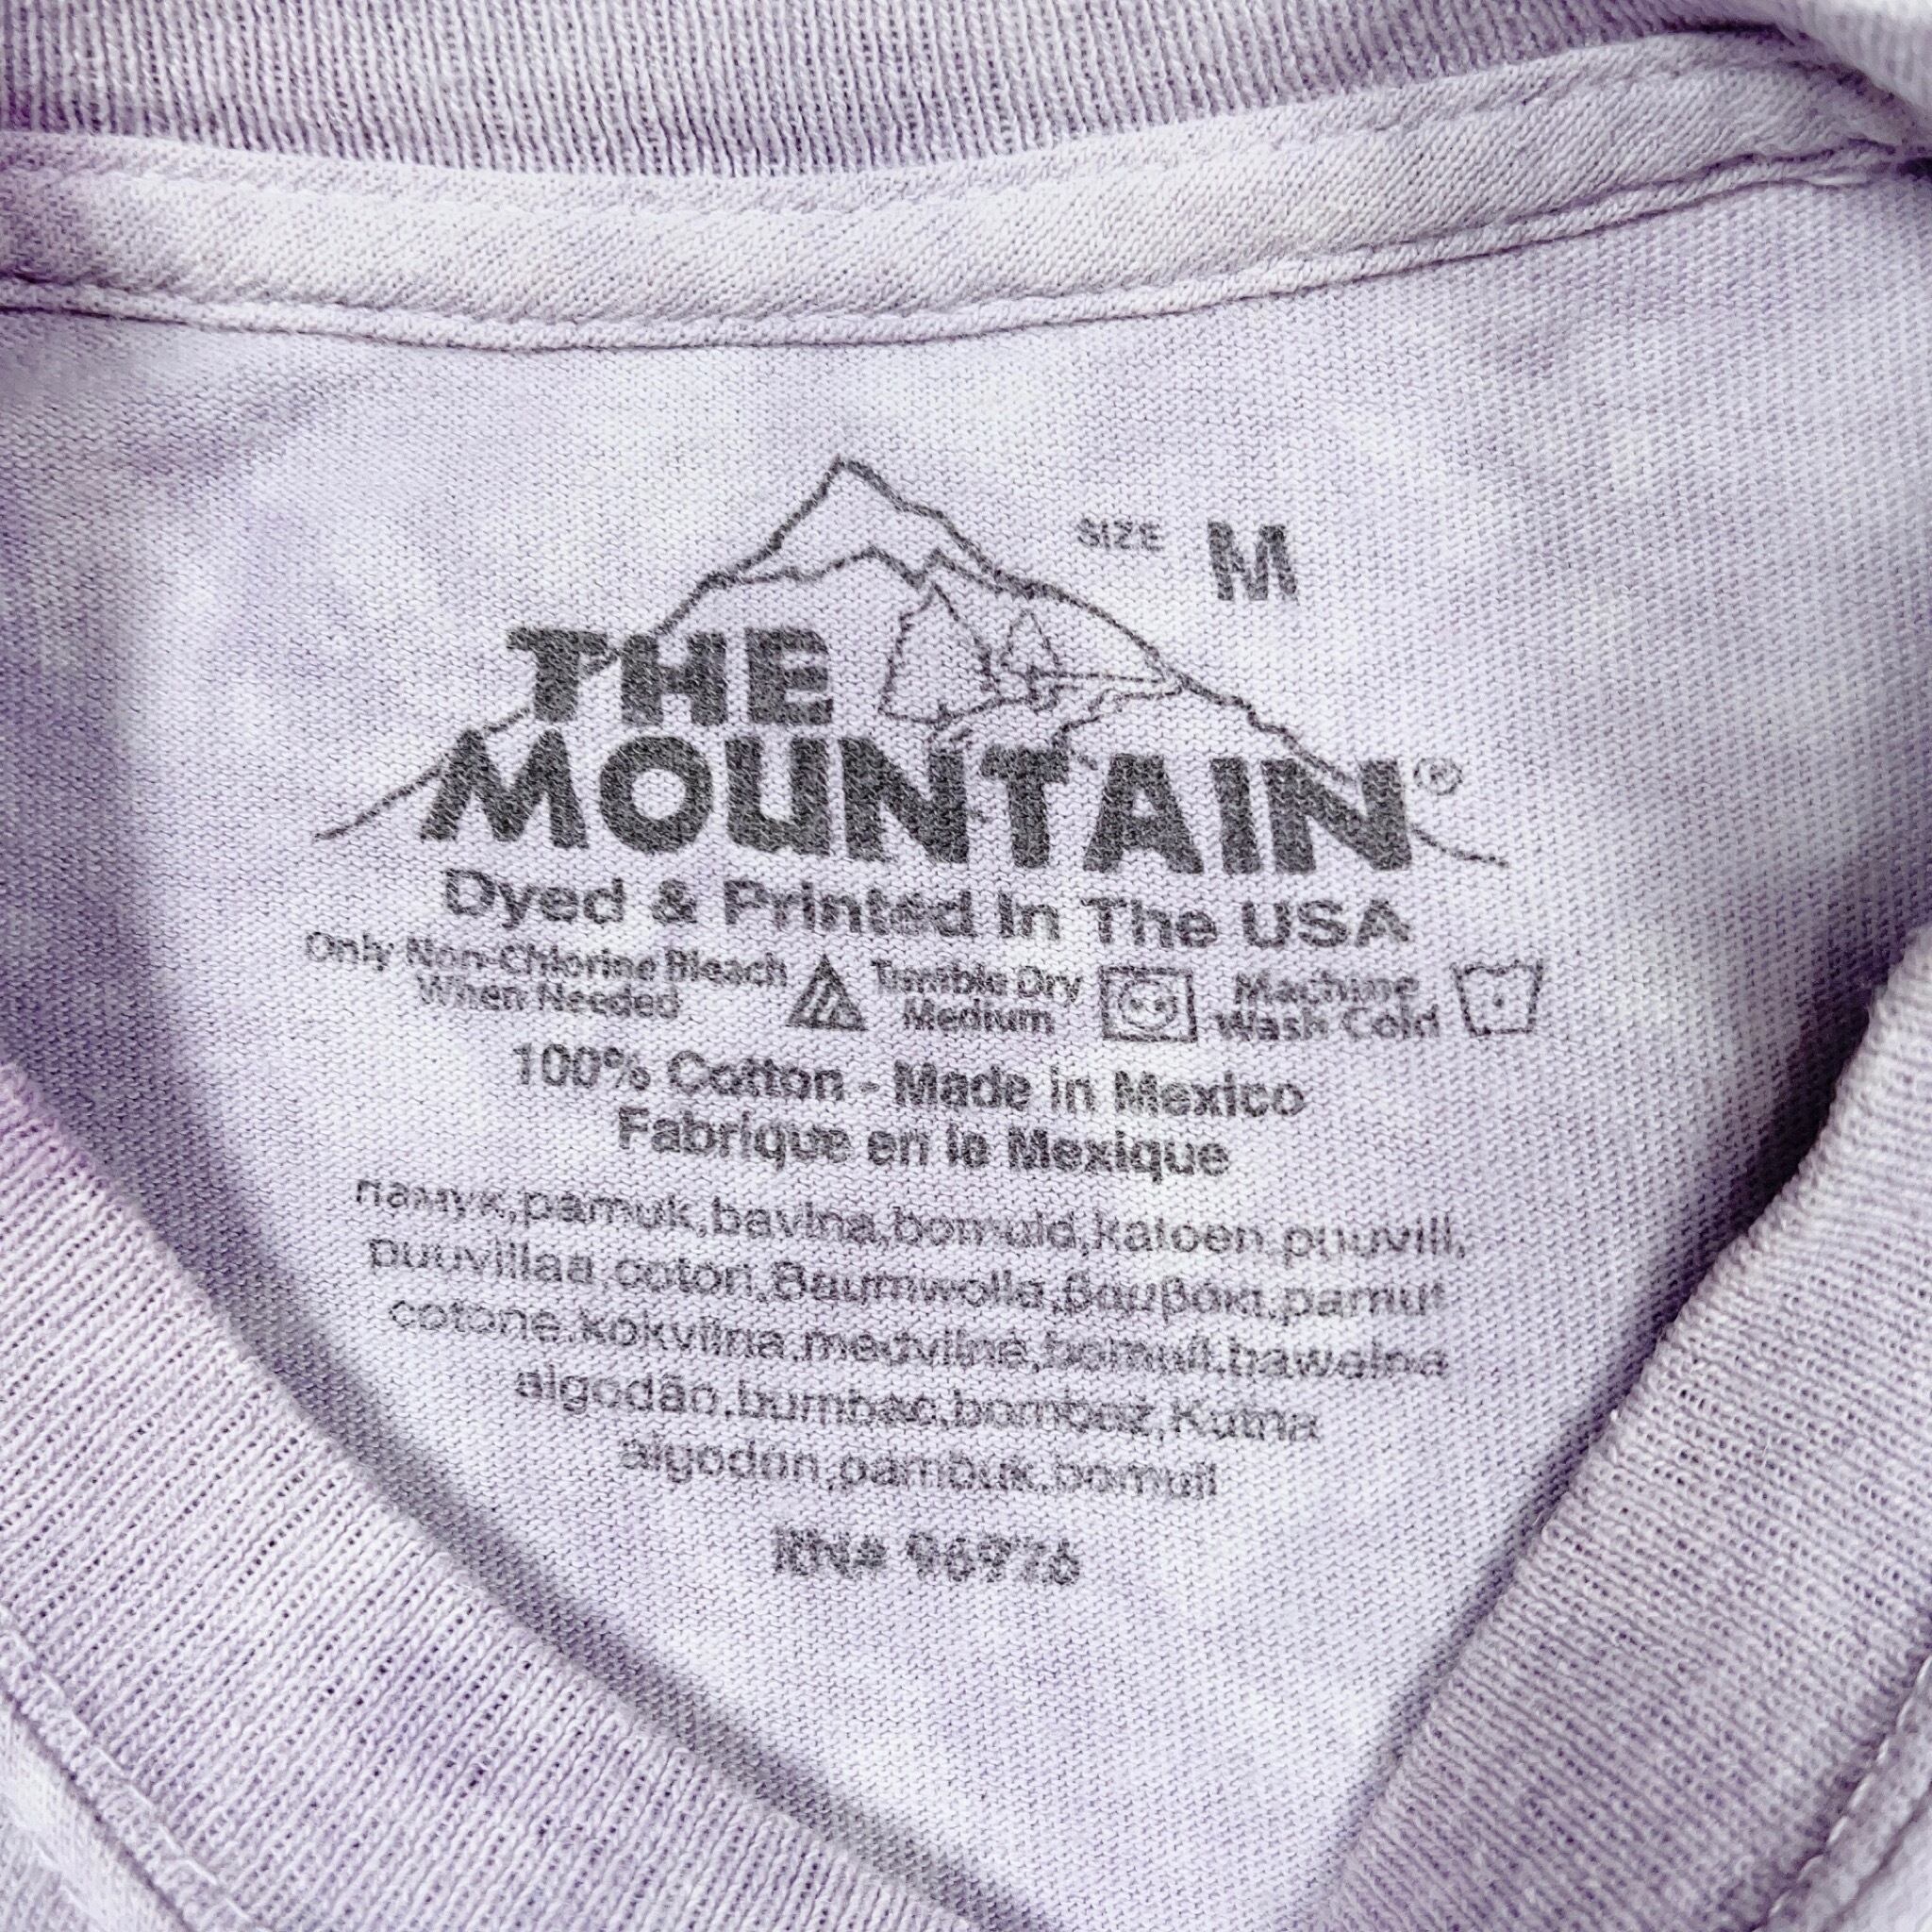 SIZE M
THE
MOUNTAIN®
Dyed & Printed In The USA
Only Non-Chlorine Bleach
When Needed
Tumble Dry
Medium
Machine
Wash Cold
100% Cotton - Made in Mexico
Fabrique en le Mexique
памук,pamuk,bavlna,bomuld,katoen,puuvill,
puuvillaa,coton,Baumwolle,βαμβάκι,pamut
cotone,kokvilna,medvilnė,bomull,bawełna
algodão,bumbac,bombaž,Kutna
algodón,pambuk,bomull
RN# 96976